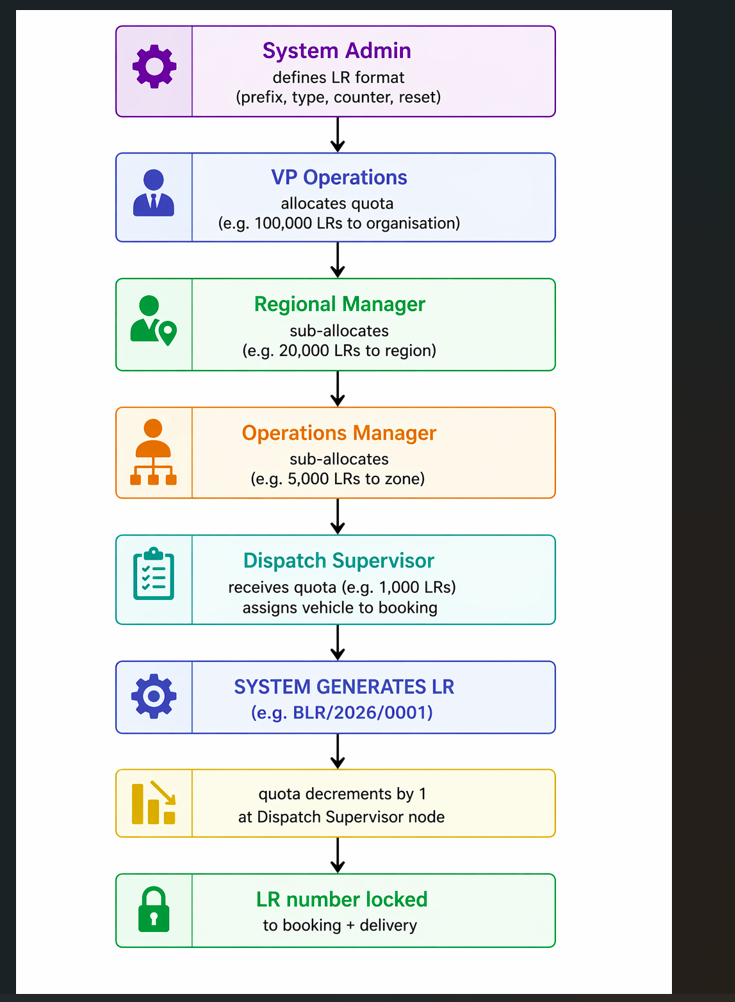 System Admin
defines LR format
(prefix, type, counter, reset)
VP Operations
allocates quota
(e.g. 100,000 LRs to organisation)
Regional Manager
sub-allocates
(e.g. 20,000 LRs to region)
Operations Manager
sub-allocates
(e.g. 5,000 LRs to zone)
Dispatch Supervisor
receives quota (e.g. 1,000 LRs)
assigns vehicle to booking
SYSTEM GENERATES LR
(e.g. BLR/2026/0001)
quota decrements by 1
at Dispatch Supervisor node
LR number locked
to booking + delivery